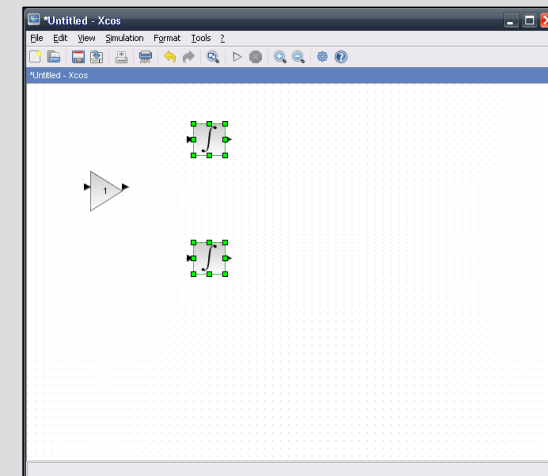 *Untitled - Xcos
File Edit View Simulation Format Tools ?
*Untitled - Xcos
∫
1
∫